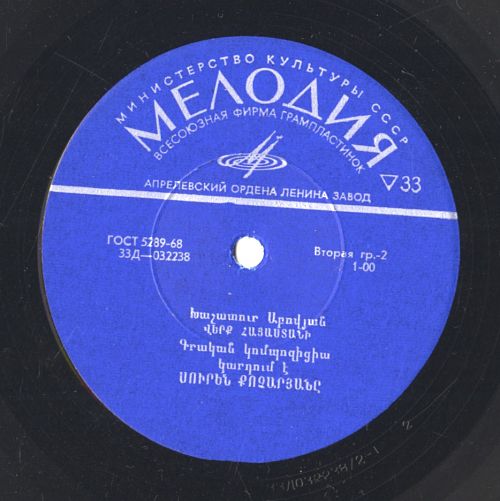 МИНИСТЕРСТВО КУЛЬТУРЫ СССР
МЕЛОДИЯ
ВСЕСОЮЗНАЯ ФИРМА ГРАМПЛАСТИНОК
▽33
АПРЕЛЕВСКИЙ ОРДЕНА ЛЕНИНА ЗАВОД
ГОСТ 5289-68
33Д—032238
Вторая гр.-2
1-00
Խաչատուր Աբովյան
ՎԵՐՔ ՀԱՅԱՍՏԱՆԻ
Գրական կոմպոզիցիա
կարդում է
ՍՈՒՐԵՆ ՔՈՉԱՐՅԱՆԸ